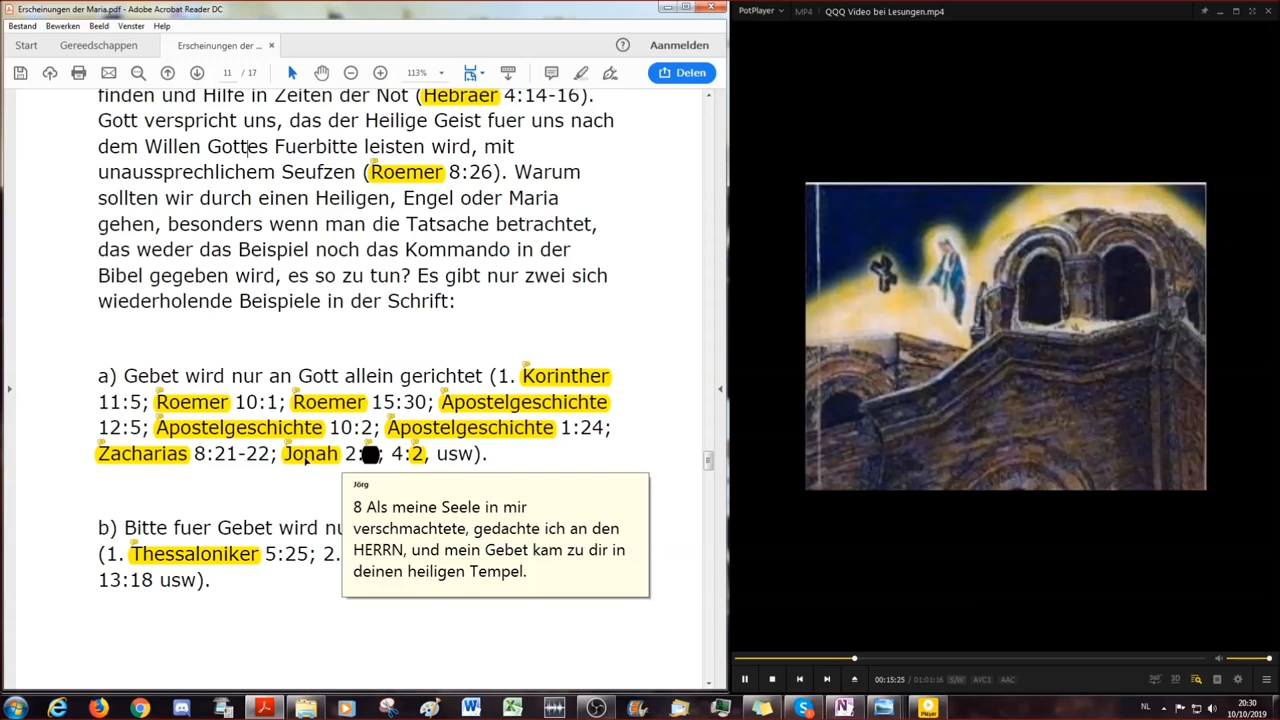 Erscheinungen der Maria.pdf - Adobe Acrobat Reader DC
Bestand Bewerken Beeld Venster Help
Start Gereedschappen Erscheinungen der ... × Aanmelden
11 / 17 113% Delen
finden und Hilfe in Zeiten der Not (Hebraer 4:14-16).
Gott verspricht uns, das der Heilige Geist fuer uns nach
dem Willen Gottes Fuerbitte leisten wird, mit
unaussprechlichem Seufzen (Roemer 8:26). Warum
sollten wir durch einen Heiligen, Engel oder Maria
gehen, besonders wenn man die Tatsache betrachtet,
das weder das Beispiel noch das Kommando in der
Bibel gegeben wird, es so zu tun? Es gibt nur zwei sich
wiederholende Beispiele in der Schrift:
a) Gebet wird nur an Gott allein gerichtet (1. Korinther
11:5; Roemer 10:1; Roemer 15:30; Apostelgeschichte
12:5; Apostelgeschichte 10:2; Apostelgeschichte 1:24;
Zacharias 8:21-22; Jonah 2: ; 4:2, usw).
Jörg
8 Als meine Seele in mir
verschmachtete, gedachte ich an den
HERRN, und mein Gebet kam zu dir in
deinen heiligen Tempel.
b) Bitte fuer Gebet wird nu
(1. Thessaloniker 5:25; 2.
13:18 usw).
PotPlayer MP4 QQQ Video bei Lesungen.mp4
00:15:25 / 01:01:16 S/W AVC1 AAC
360° 3D
NL 20:30
10/10/2019